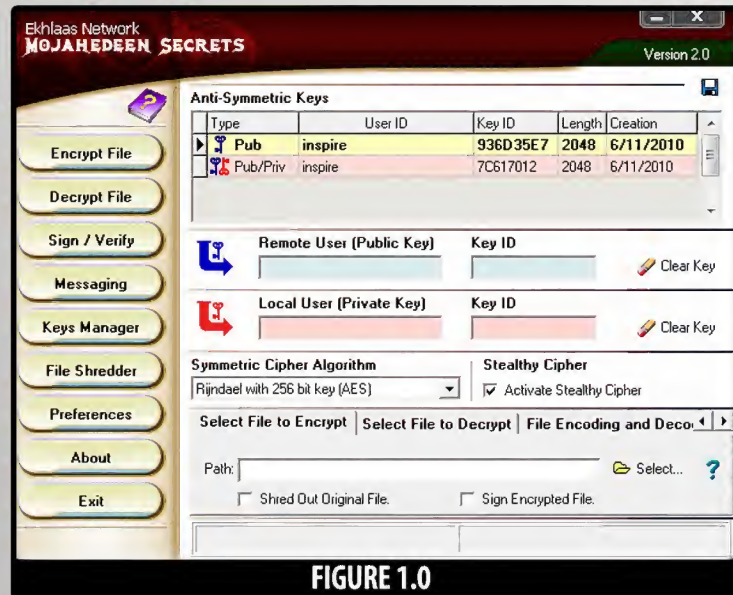 Ekhlaas Network
MOJAHEDEEN SECRETS
Version 2.0
Encrypt File
Decrypt File
Sign / Verify
Messaging
Keys Manager
File Shredder
Preferences
About
Exit
Anti-Symmetric Keys
Type User ID Key ID Length Creation
Pub inspire 936D35E7 2048 6/11/2010
Pub/Priv inspire 7C617012 2048 6/11/2010
Remote User (Public Key) Key ID
Clear Key
Local User (Private Key) Key ID
Clear Key
Symmetric Cipher Algorithm Stealthy Cipher
Rijndael with 256 bit key (AES) Activate Stealthy Cipher
Select File to Encrypt Select File to Decrypt File Encoding and Deco
Path: Select... ?
Shred Out Original File. Sign Encrypted File.
FIGURE 1.0